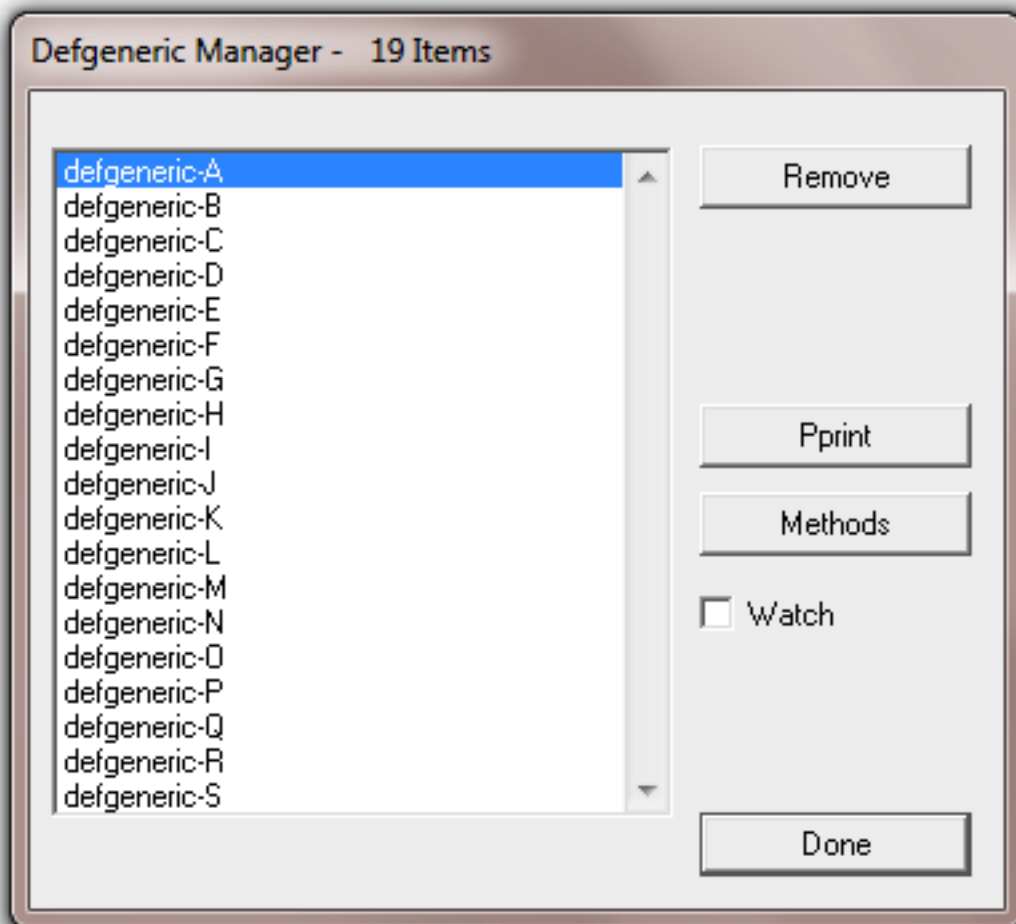 Defgeneric Manager - 19 Items
defgeneric-A
defgeneric-B
defgeneric-C
defgeneric-D
defgeneric-E
defgeneric-F
defgeneric-G
defgeneric-H
defgeneric-I
defgeneric-J
defgeneric-K
defgeneric-L
defgeneric-M
defgeneric-N
defgeneric-O
defgeneric-P
defgeneric-Q
defgeneric-R
defgeneric-S
Remove
Pprint
Methods
Watch
Done